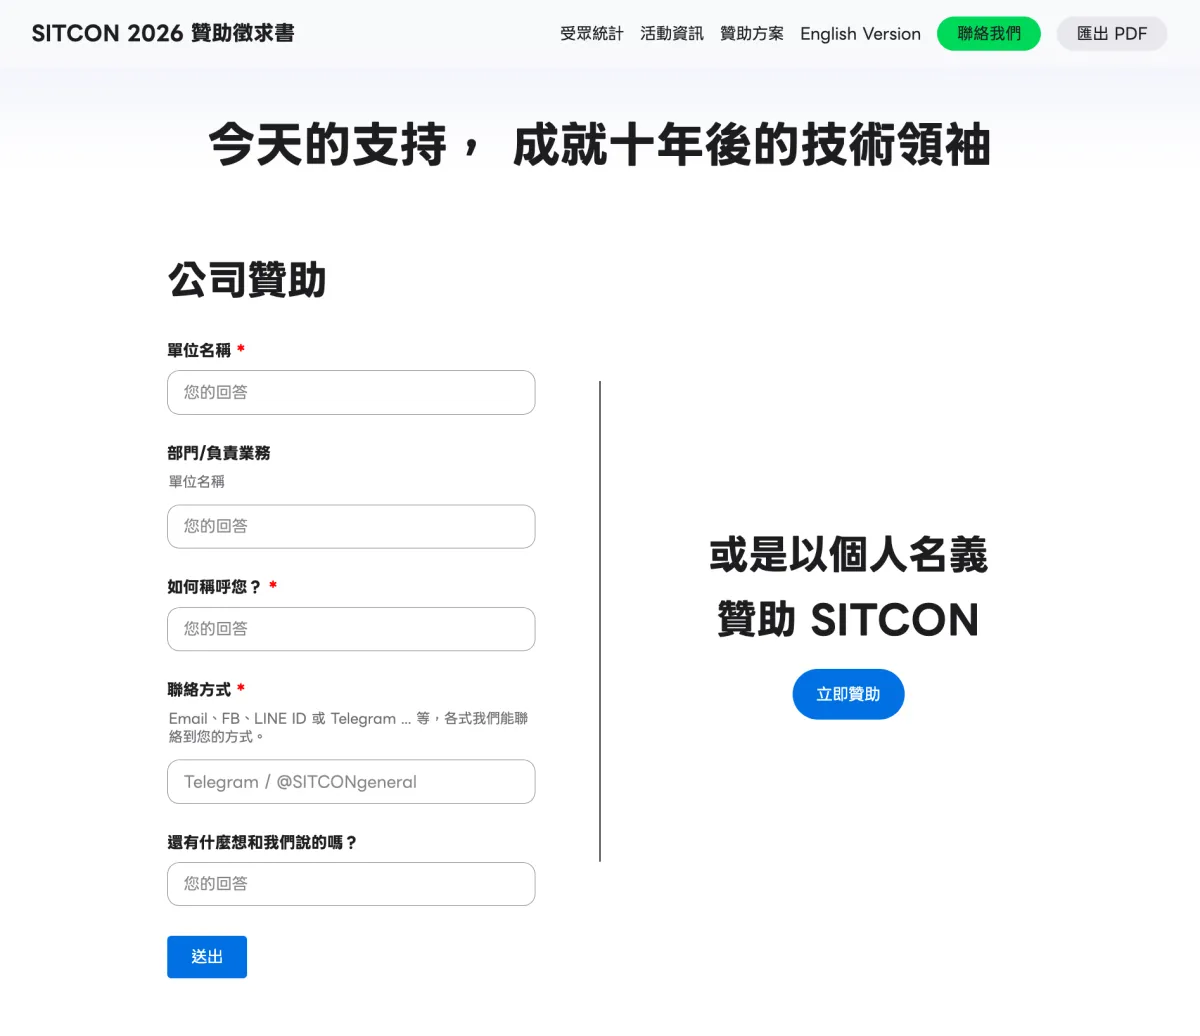 SITCON 2026 贊助徵求書
受眾統計 活動資訊 贊助方案 English Version 聯絡我們 匯出 PDF
今天的支持， 成就十年後的技術領袖
公司贊助
單位名稱 *
您的回答
部門/負責業務
單位名稱
您的回答
如何稱呼您？ *
您的回答
聯絡方式 *
Email、FB、LINE ID 或 Telegram ... 等，各式我們能聯
絡到您的方式。
Telegram / @SITCONgeneral
還有什麼想和我們說的嗎？
您的回答
送出
或是以個人名義
贊助 SITCON
立即贊助